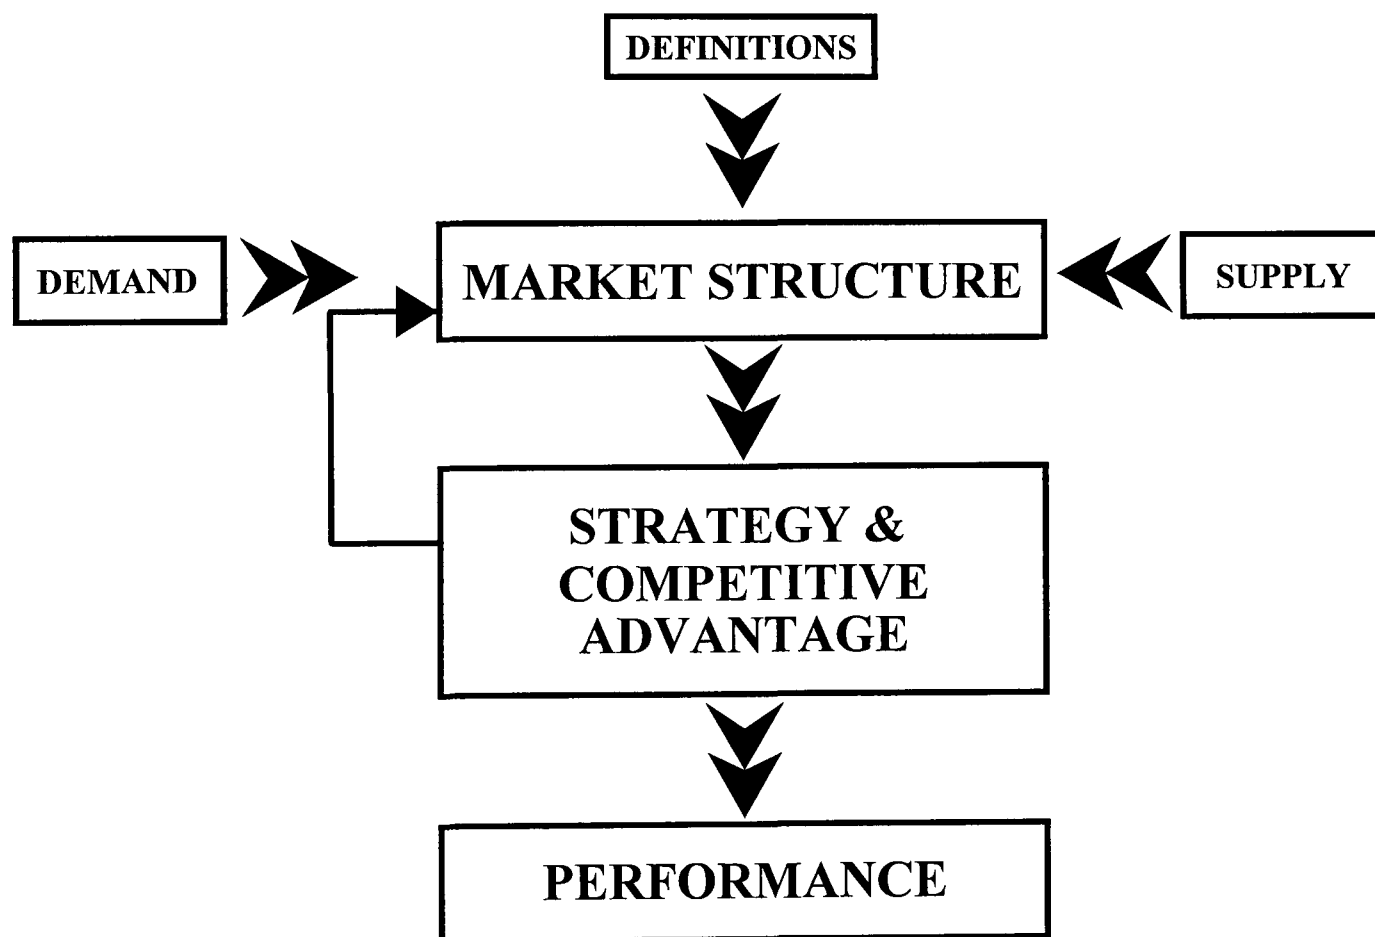 DEFINITIONS
DEMAND
MARKET STRUCTURE
SUPPLY
STRATEGY &
COMPETITIVE
ADVANTAGE
PERFORMANCE